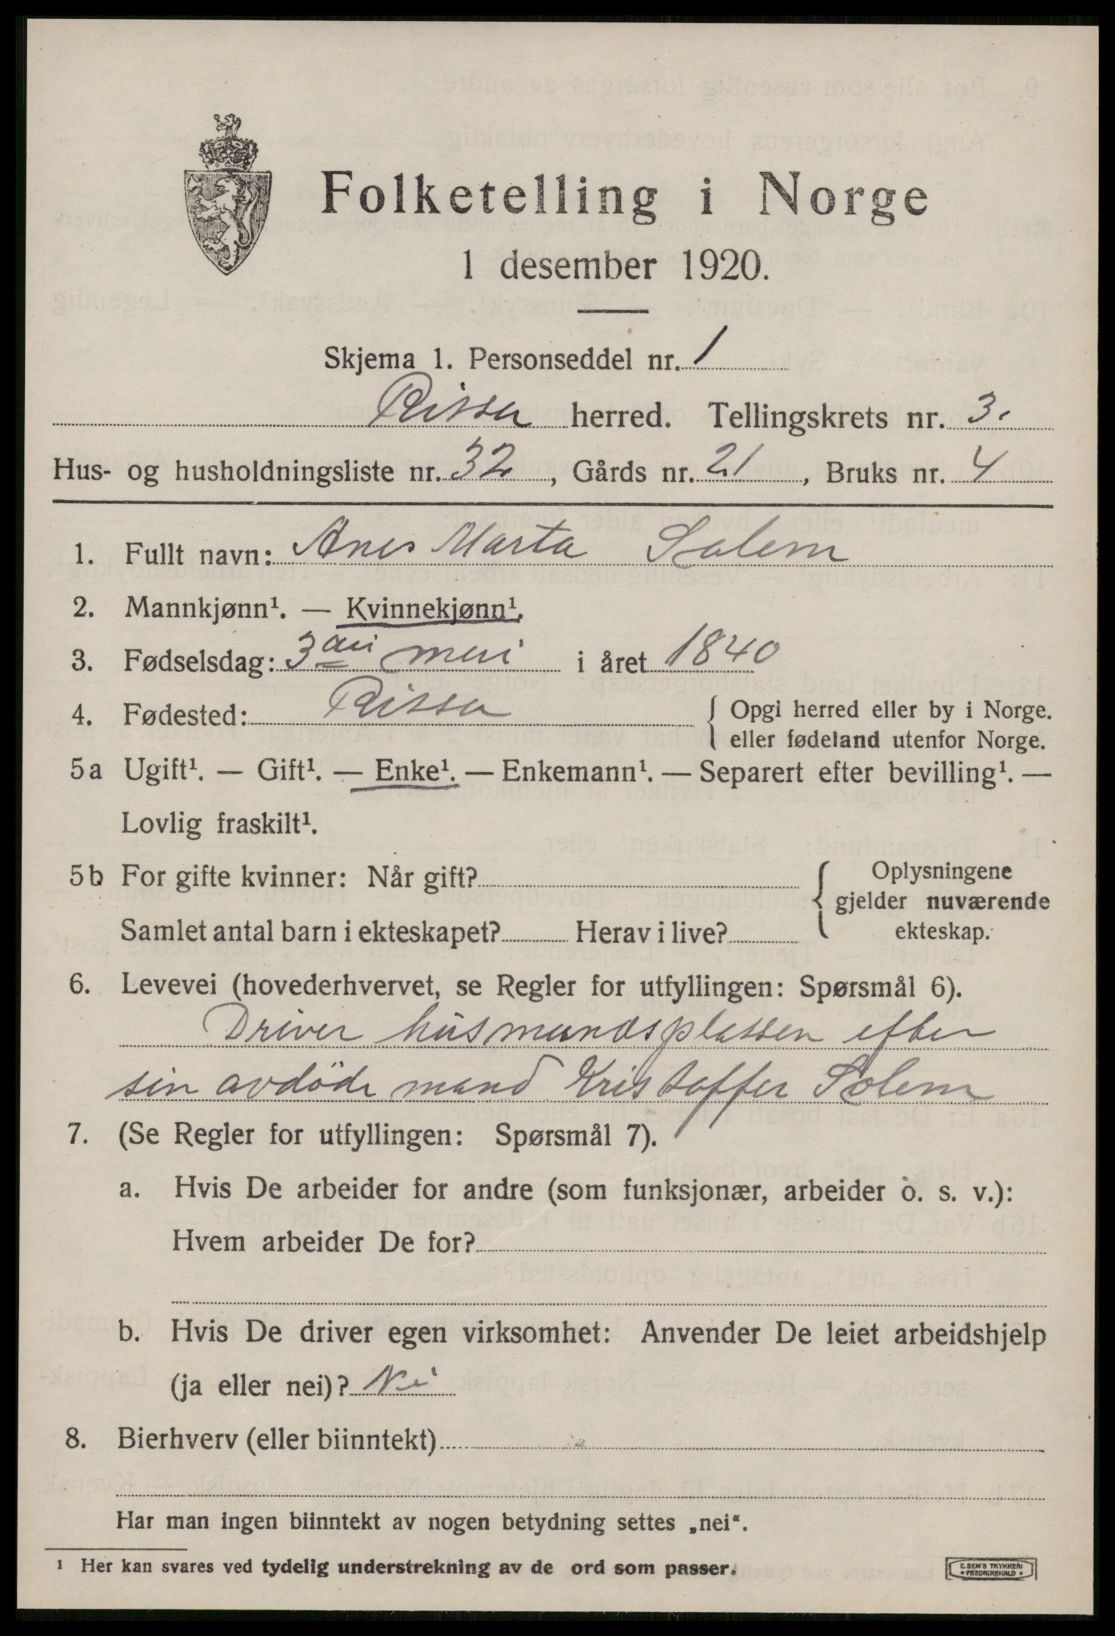 Folketelling i Norge
1 desember 1920.
Skjema 1. Personseddel nr. 1
Rissa herred. Tellingskrets nr. 3.
Hus- og husholdningsliste nr. 32, Gårds nr. 21, Bruks nr. 4
1. Fullt navn: Anes Marta Solem
2. Mannkjønn¹. — Kvinnekjønn¹.
3. Fødselsdag: 3die mai i året 1840
4. Fødested: Rissa { Opgi herred eller by i Norge.
eller fødeland utenfor Norge.
5a Ugift¹. — Gift¹. — Enke¹. — Enkemann¹. — Separert efter bevilling¹. —
Lovlig fraskilt¹.
5b For gifte kvinner: Når gift? { Oplysningene
gjelder nuværende
Samlet antal barn i ekteskapet? Herav i live? ekteskap.
6. Levevei (hovederhvervet, se Regler for utfyllingen: Spørsmål 6).
Driver husmandsplassen efter
sin avdöde mand Kristoffer Solem
7. (Se Regler for utfyllingen: Spørsmål 7).
a. Hvis De arbeider for andre (som funksjonær, arbeider o. s. v.):
Hvem arbeider De for?
b. Hvis De driver egen virksomhet: Anvender De leiet arbeidshjelp
(ja eller nei)? Nei
8. Bierhverv (eller biinntekt)
Har man ingen biinntekt av nogen betydning settes „nei“.
¹ Her kan svares ved tydelig understrekning av de ord som passer.
E. SEM'S TRYKKERI
• FREDRIKSHALD •